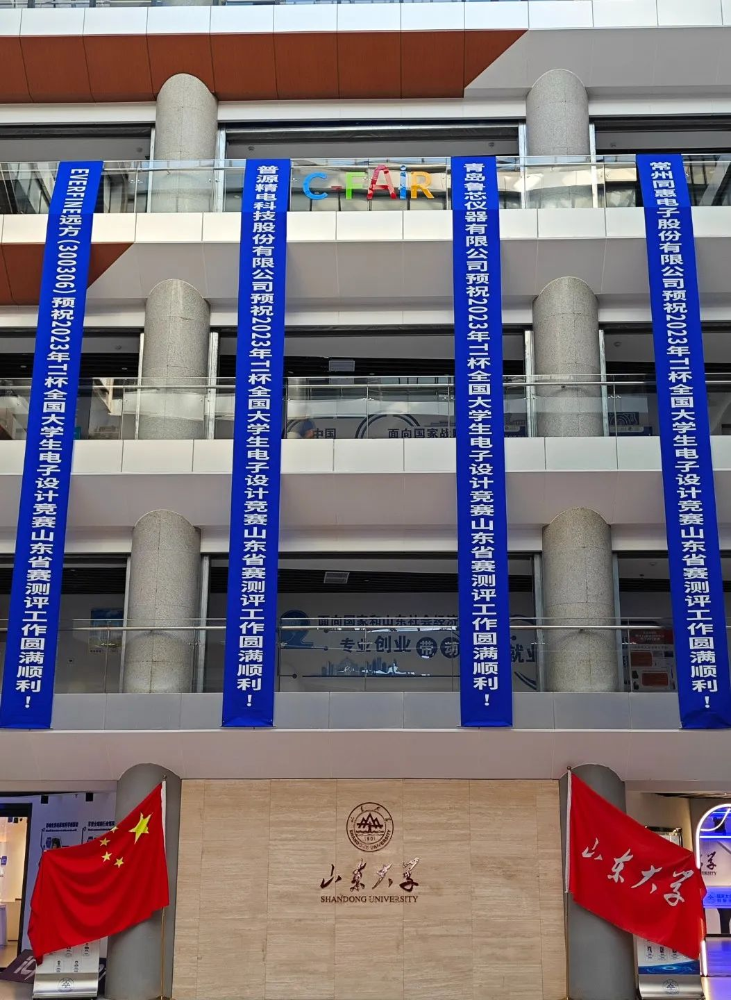 EVERFINE远方(300306)预祝2023年TI杯全国大学生电子设计竞赛山东省赛测评工作圆满顺利！
普源精电科技股份有限公司预祝2023年TI杯全国大学生电子设计竞赛山东省赛测评工作圆满顺利！
C-FAiR
青岛鲁芯仪器有限公司预祝2023年TI杯全国大学生电子设计竞赛山东省赛测评工作圆满顺利！
常州同惠电子股份有限公司预祝2023年TI杯全国大学生电子设计竞赛山东省赛测评工作圆满顺利！
中国
面向国家战
面向国家和山东社会经济
专业创业带动
就业
山东大学
SHANDONG UNIVERSITY
1901
山东大学
SHANDONG UNIVERSITY
山东大学